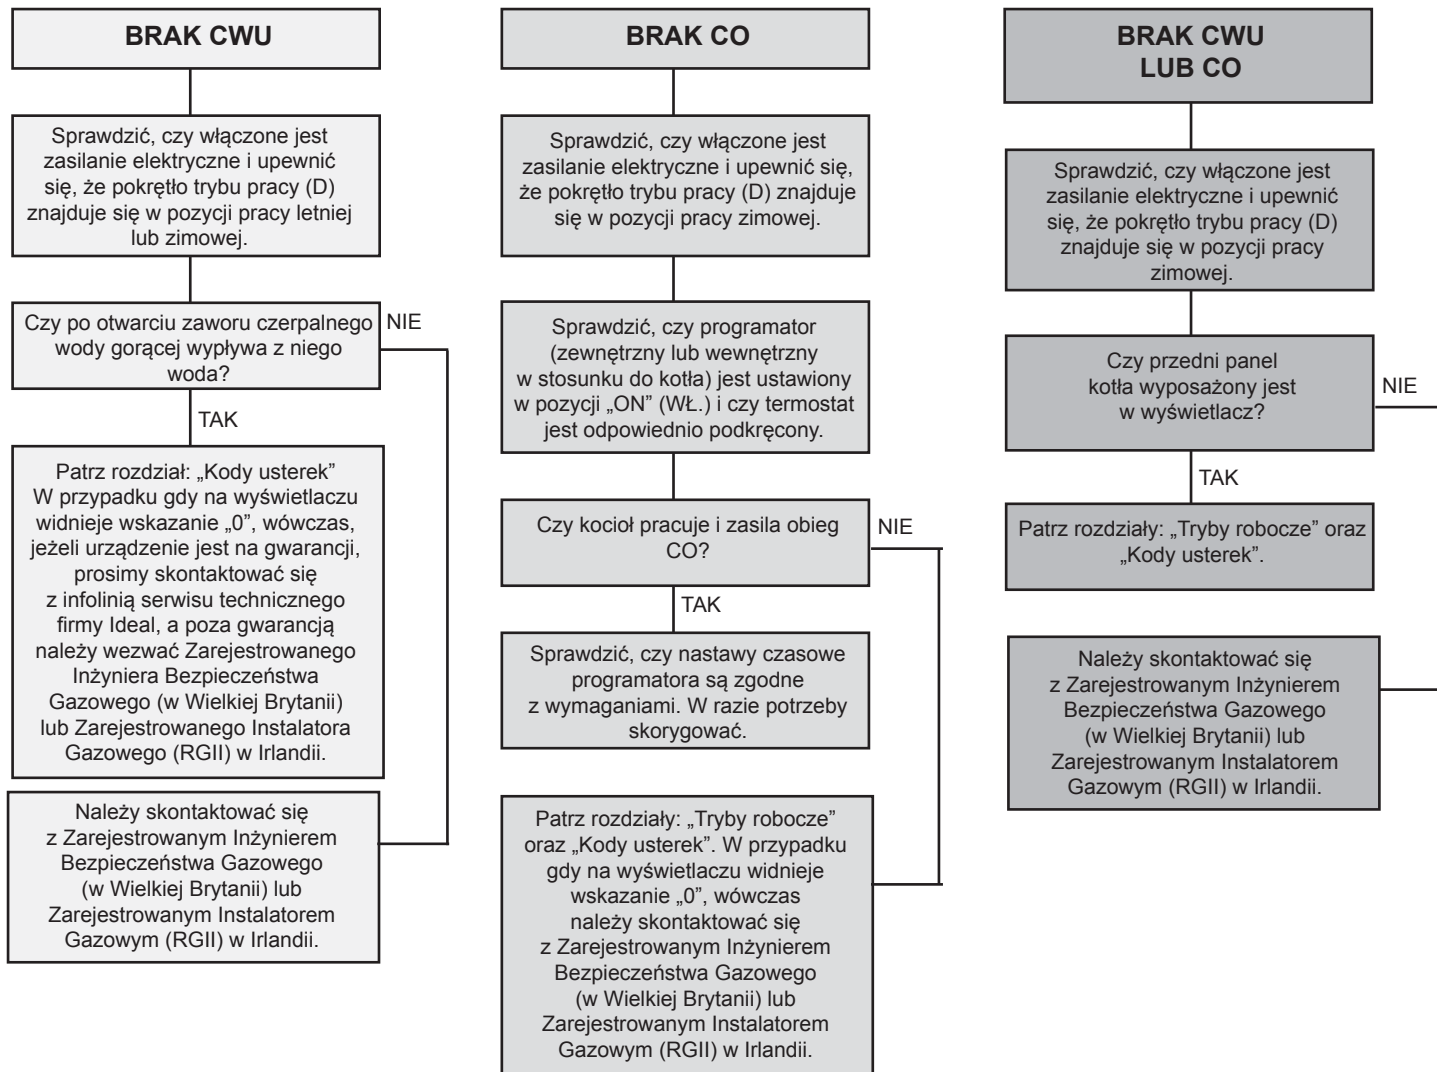 BRAK CWU
Sprawdzić, czy włączone jest
zasilanie elektryczne i upewnić
się, że pokrętło trybu pracy (D)
znajduje się w pozycji pracy letniej
lub zimowej.
Czy po otwarciu zaworu czerpalnego
wody gorącej wypływa z niego
woda?
NIE
TAK
Patrz rozdział: „Kody usterek”
W przypadku gdy na wyświetlaczu
widnieje wskazanie „0”, wówczas,
jeżeli urządzenie jest na gwarancji,
prosimy skontaktować się
z infolinią serwisu technicznego
firmy Ideal, a poza gwarancją
należy wezwać Zarejestrowanego
Inżyniera Bezpieczeństwa
Gazowego (w Wielkiej Brytanii)
lub Zarejestrowanego Instalatora
Gazowego (RGII) w Irlandii.
Należy skontaktować się
z Zarejestrowanym Inżynierem
Bezpieczeństwa Gazowego
(w Wielkiej Brytanii) lub
Zarejestrowanym Instalatorem
Gazowym (RGII) w Irlandii.
BRAK CO
Sprawdzić, czy włączone jest
zasilanie elektryczne i upewnić się,
że pokrętło trybu pracy (D) znajduje
się w pozycji pracy zimowej.
Sprawdzić, czy programator
(zewnętrzny lub wewnętrzny
w stosunku do kotła) jest ustawiony
w pozycji „ON” (WŁ.) i czy termostat
jest odpowiednio podkręcony.
Czy kocioł pracuje i zasila obieg
CO?
NIE
TAK
Sprawdzić, czy nastawy czasowe
programatora są zgodne
z wymaganiami. W razie potrzeby
skorygować.
Patrz rozdziały: „Tryby robocze”
oraz „Kody usterek”. W przypadku
gdy na wyświetlaczu widnieje
wskazanie „0”, wówczas
należy skontaktować się
z Zarejestrowanym Inżynierem
Bezpieczeństwa Gazowego
(w Wielkiej Brytanii) lub
Zarejestrowanym Instalatorem
Gazowym (RGII) w Irlandii.
BRAK CWU
LUB CO
Sprawdzić, czy włączone jest
zasilanie elektryczne i upewnić
się, że pokrętło trybu pracy (D)
znajduje się w pozycji pracy
zimowej.
Czy przedni panel
kotła wyposażony jest
w wyświetlacz?
NIE
TAK
Patrz rozdziały: „Tryby robocze” oraz
„Kody usterek”.
Należy skontaktować się
z Zarejestrowanym Inżynierem
Bezpieczeństwa Gazowego
(w Wielkiej Brytanii) lub
Zarejestrowanym Instalatorem
Gazowym (RGII) w Irlandii.